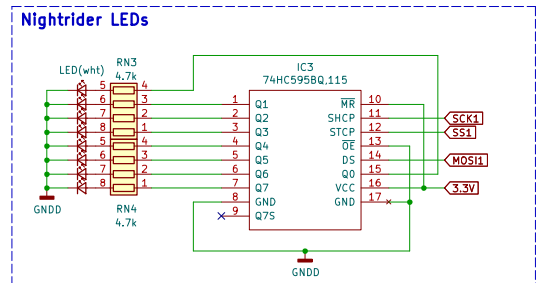 Nightrider LEDs
RN3
4.7k
LED(wht)
IC3
74HC595BQ,115
5 4
6 3 1 Q1 MR 10
7 2 2 Q2 SHCP 11 SCK1
8 1 3 Q3 STCP 12 SS1
5 4 4 Q4 OE 13
6 3 5 Q5 DS 14 MOSI1
7 2 6 Q6 Q0 15
8 1 7 Q7 VCC 16 3.3V
8 GND GND 17
9 Q7S
GNDD
RN4
4.7k
GNDD